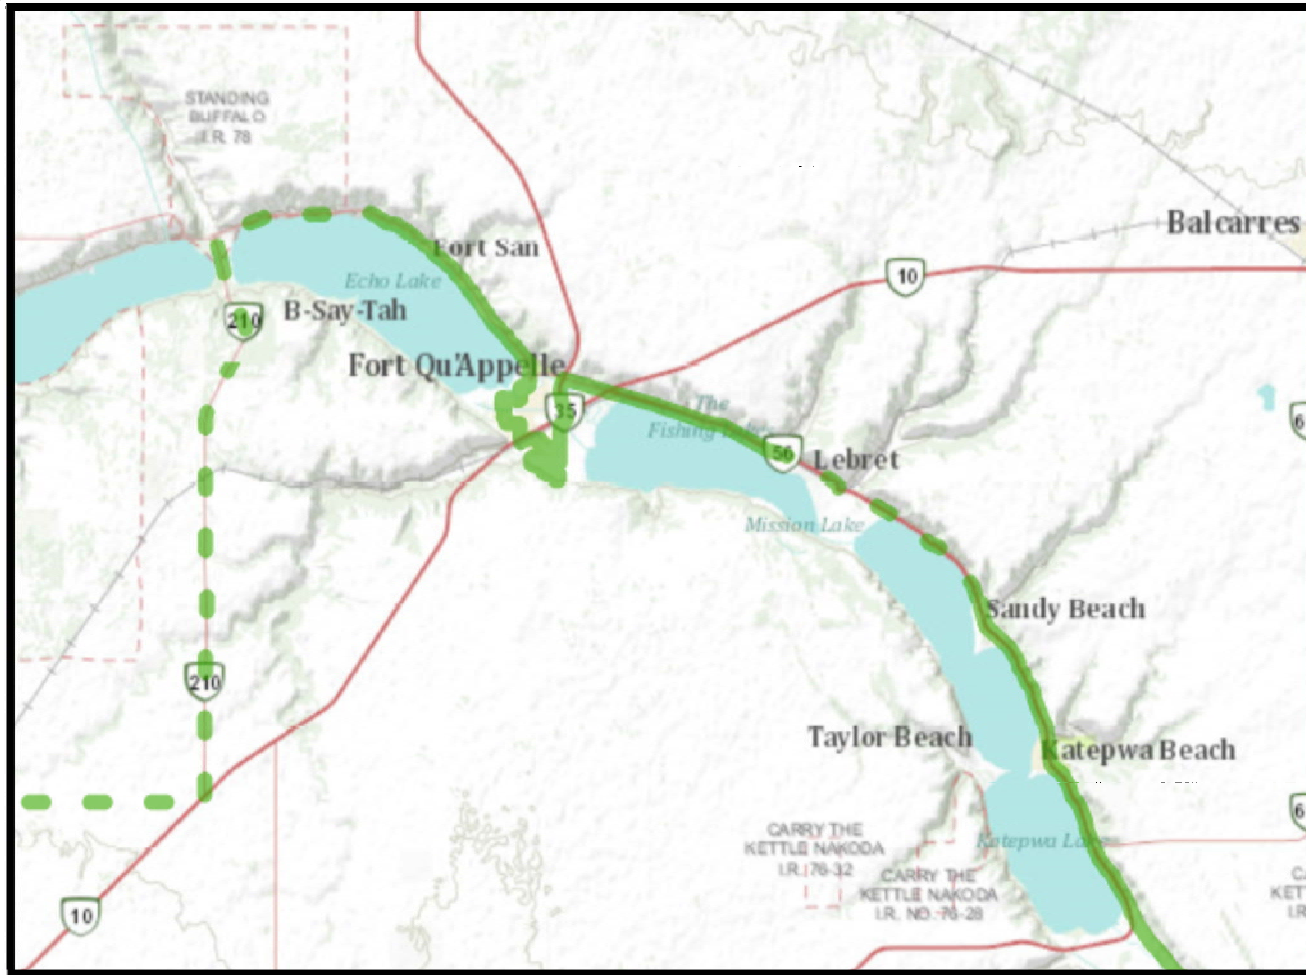 STANDING
BUFFALO
I.R. 78
Balcarres
Fort San
10
Echo Lake
210
B-Say-Tah
Fort Qu'Appelle
35
The
Fishing
56
Lebret
Mission Lake
Sandy Beach
210
Taylor Beach
Katepwa Beach
CARRY THE
KETTLE NAKODA
I.R. 76-32
Katepwa Lake
CARRY THE
KETTLE NAKODA
I.R. NO. 76-28
10